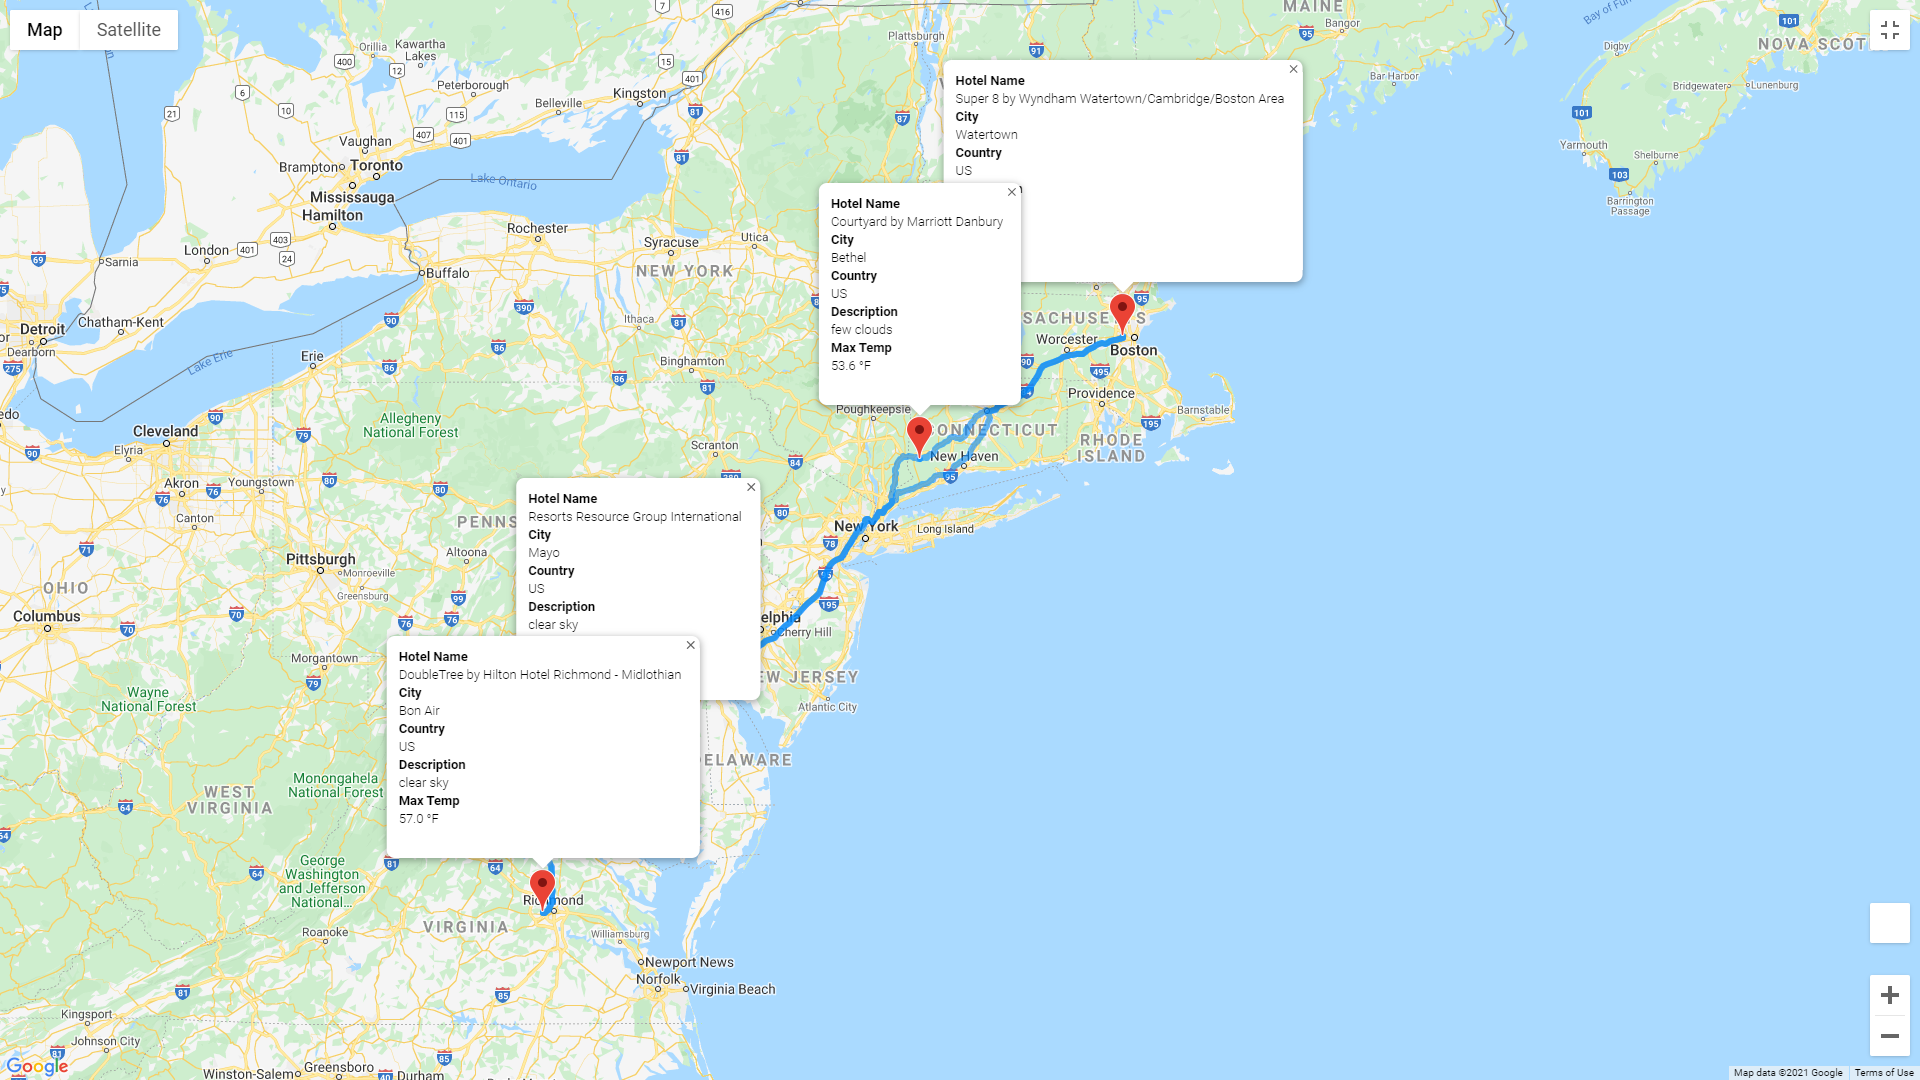 Map
Satellite
Hotel Name
Super 8 by Wyndham Watertown/Cambridge/Boston Area
City
Watertown
Country
US
Hotel Name
Courtyard by Marriott Danbury
City
Bethel
Country
US
Description
few clouds
Max Temp
53.6 °F
Hotel Name
Resorts Resource Group International
City
Mayo
Country
US
Description
clear sky
Hotel Name
DoubleTree by Hilton Hotel Richmond - Midlothian
City
Bon Air
Country
US
Description
clear sky
Max Temp
57.0 °F
MAINE
Bangor
Bar Harbor
Digby
NOVA SCOT
Bridgewater
Lunenburg
Yarmouth
Shelburne
Barrington
Passage
Plattsburgh
Orillia
Kawartha
Lakes
Peterborough
Belleville
Kingston
Vaughan
Brampton
Toronto
Mississauga
Hamilton
Lake Ontario
London
Sarnia
Rochester
Syracuse
Utica
NEW YORK
Buffalo
Ithaca
Binghamton
Detroit
Dearborn
Chatham-Kent
Lake Erie
Erie
SACHUSETTS
Worcester
Boston
Providence
Barnstable
RHODE
ISLAND
Poughkeepsie
CONNECTICUT
New Haven
Allegheny
National Forest
Cleveland
Elyria
Akron
Youngstown
Canton
Scranton
PENNS
Altoona
Pittsburgh
Monroeville
Greensburg
New York
Long Island
OHIO
Columbus
elphia
Cherry Hill
EW JERSEY
Atlantic City
Morgantown
Wayne
National Forest
ELAWARE
Monongahela
National Forest
WEST
VIRGINIA
George
Washington
and Jefferson
National...
Richmond
VIRGINIA
Roanoke
Williamsburg
Newport News
Norfolk
Virginia Beach
Kingsport
Johnson City
Winston-Salem
Greensboro
Durham
Google
Map data ©2021 Google
Terms of Use